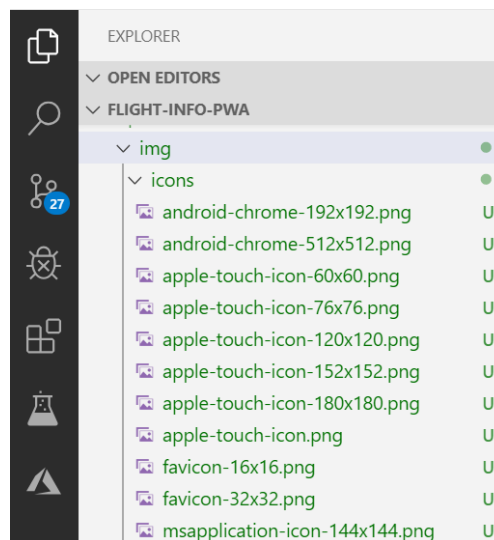 EXPLORER
OPEN EDITORS
FLIGHT-INFO-PWA
img
icons
27
android-chrome-192x192.png U
android-chrome-512x512.png U
apple-touch-icon-60x60.png U
apple-touch-icon-76x76.png U
apple-touch-icon-120x120.png U
apple-touch-icon-152x152.png U
apple-touch-icon-180x180.png U
apple-touch-icon.png U
favicon-16x16.png U
favicon-32x32.png U
msapplication-icon-144x144.png U